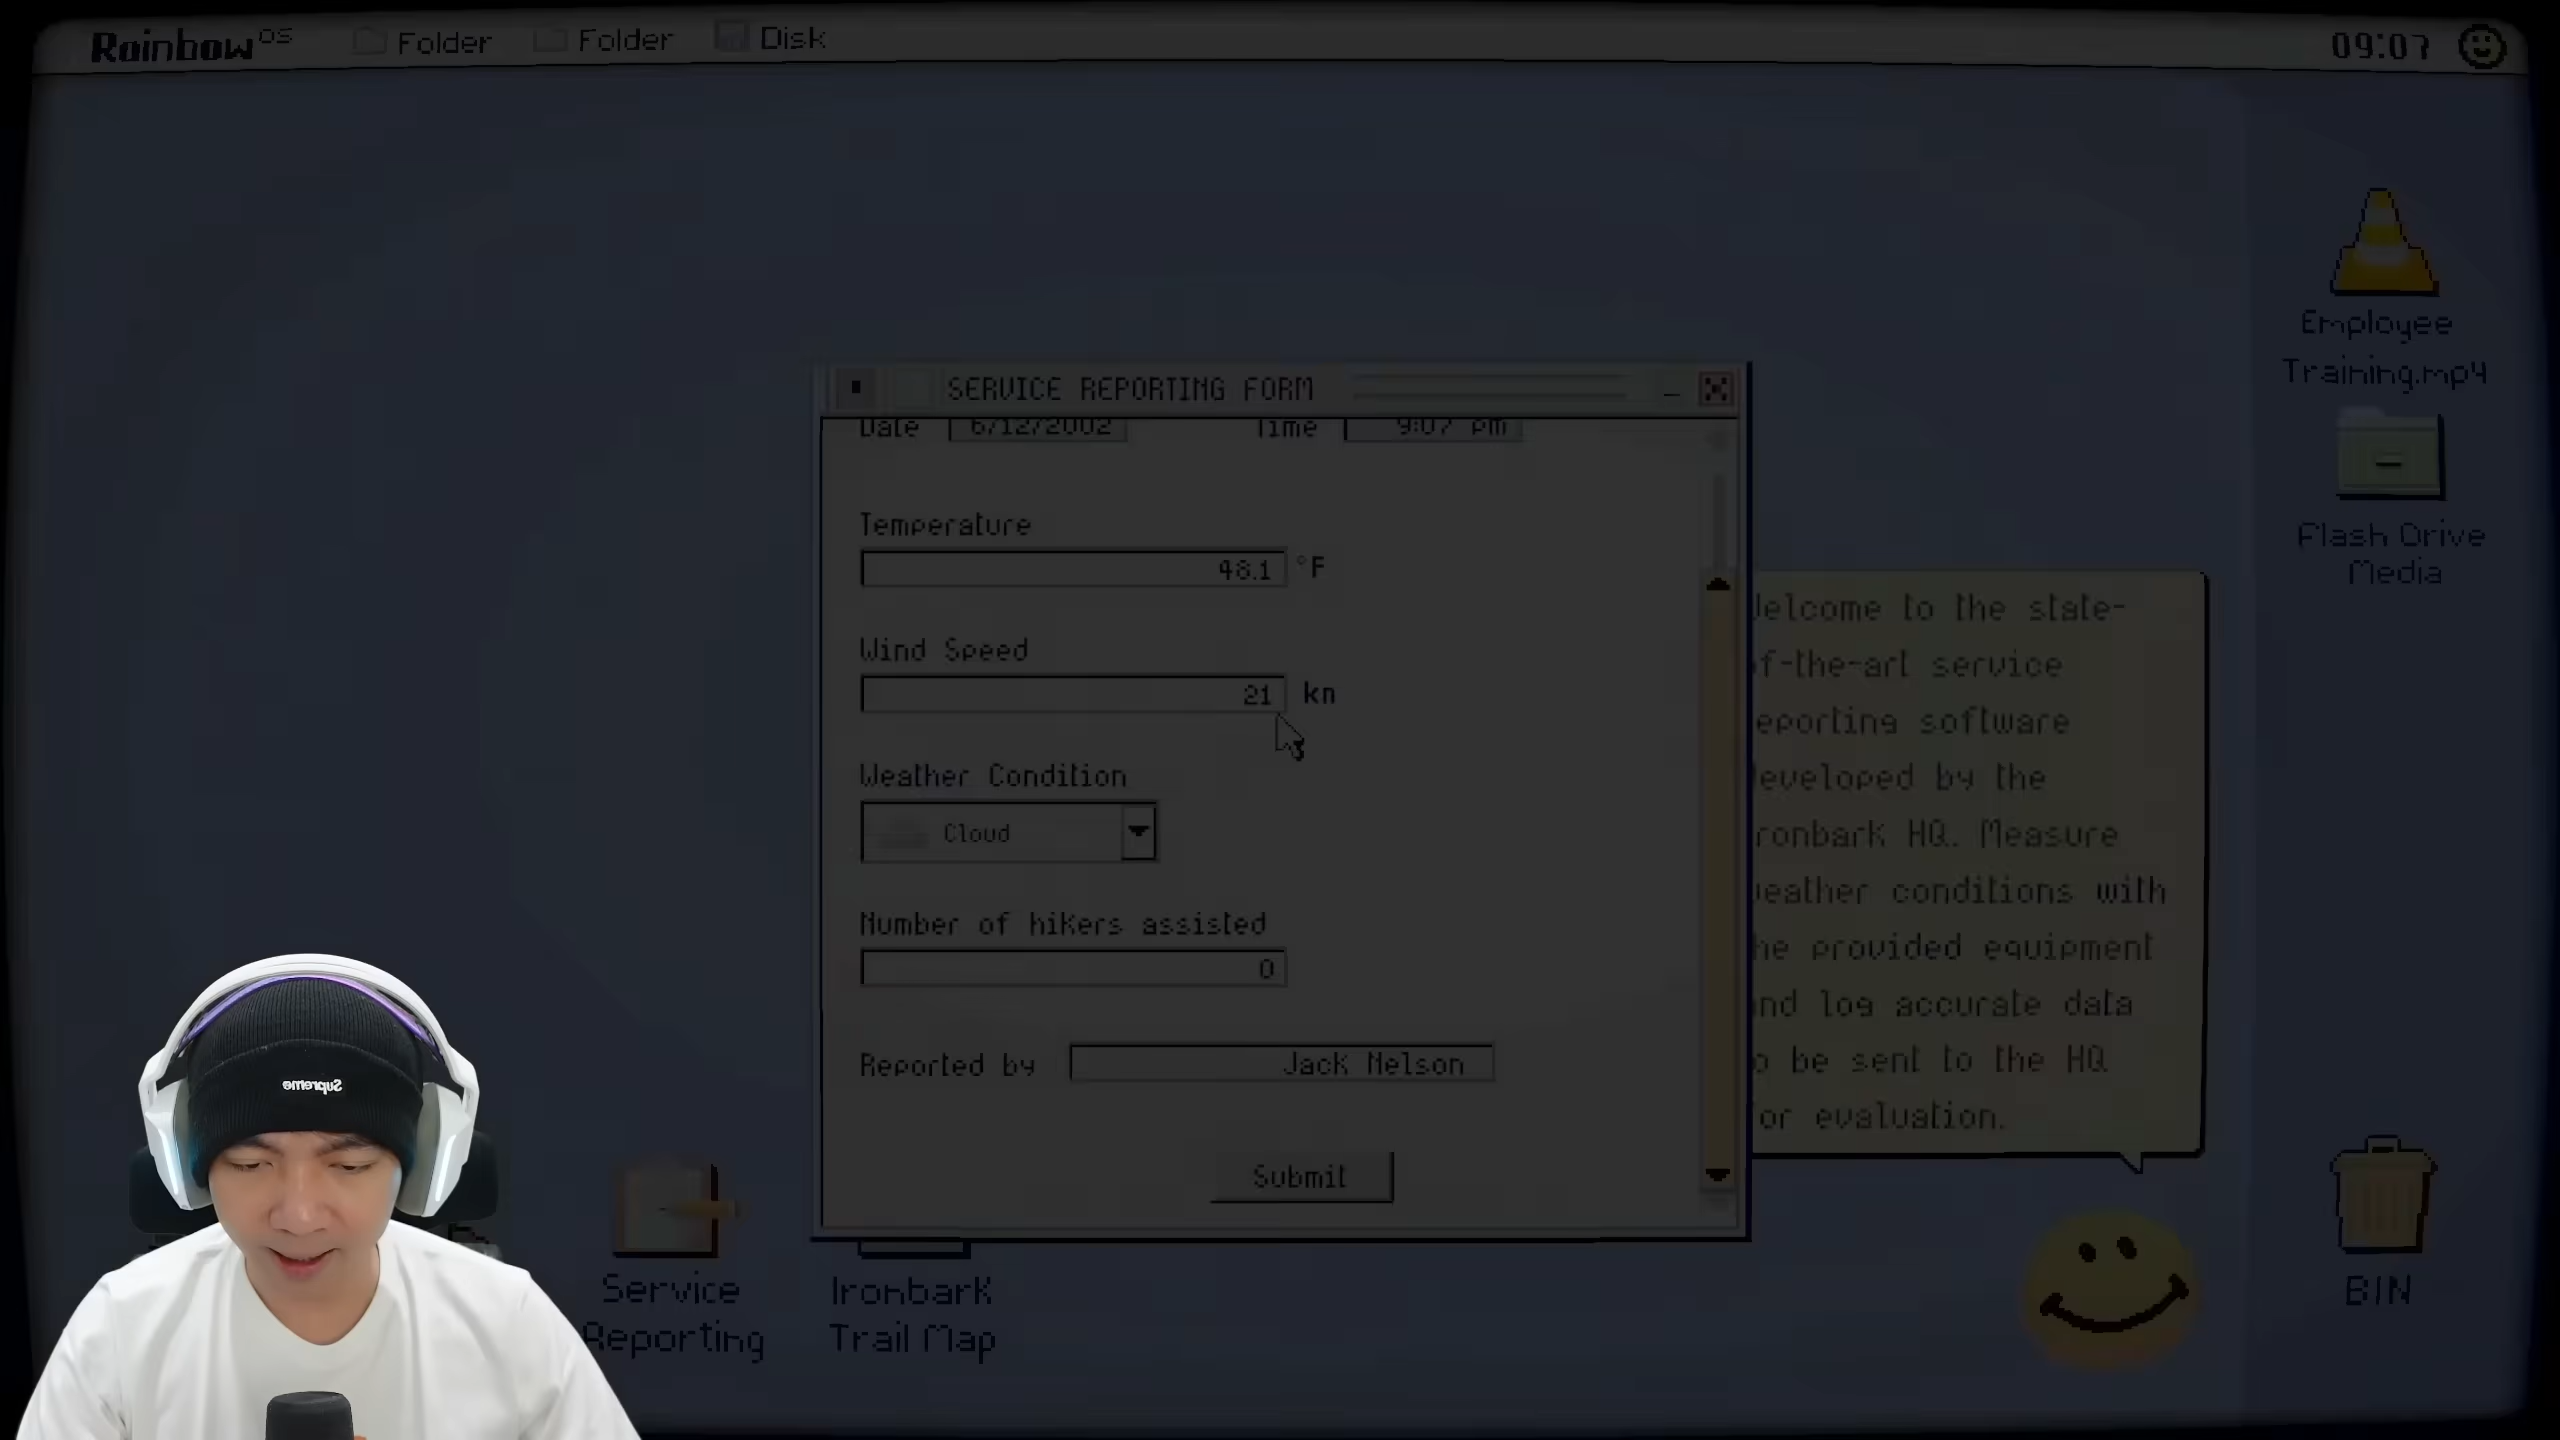 Rainbow OS Folder Folder Disk 09:07
Employee
Training.mp4
Flash Drive
Media
SERVICE REPORTING FORM
Date 6/12/2002 Time 9:07 pm
Temperature
48.1 °F
Wind Speed
21 kn
Weather Condition
Cloud
Number of hikers assisted
0
Reported by Jack Nelson
Submit
elcome to the state-
f-the-art service
eporting software
eveloped by the
ronbark HQ. Measure
eather conditions with
he provided equipment
nd log accurate data
o be sent to the HQ
or evaluation.
Service
Reporting
Ironbark
Trail Map
BIN
Supreme